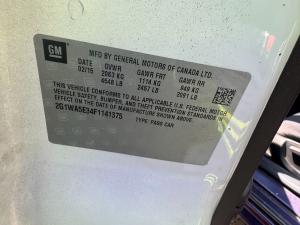 GM
MFD BY GENERAL MOTORS OF CANADA LTD.
DATE GVWR GAWR FRT GAWR RR
02/15 2063 KG 1114 KG 949 KG
4548 LB 2457 LB 2091 LB
THIS VEHICLE CONFORMS TO ALL APPLICABLE U.S. FEDERAL MOTOR
VEHICLE SAFETY, BUMPER, AND THEFT PREVENTION STANDARDS IN
EFFECT ON THE DATE OF MANUFACTURE SHOWN ABOVE.
2G1WA5E34F1141375 TYPE: PASS CAR